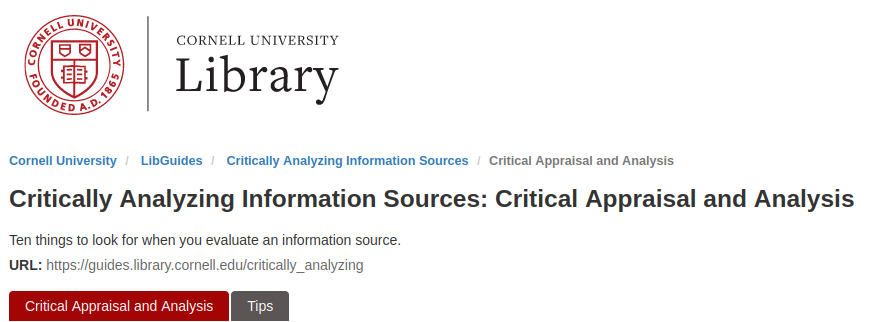 CORNELL UNIVERSITY
FOUNDED A.D. 1865
CORNELL UNIVERSITY
Library
Cornell University / LibGuides / Critically Analyzing Information Sources / Critical Appraisal and Analysis
Critically Analyzing Information Sources: Critical Appraisal and Analysis
Ten things to look for when you evaluate an information source.
URL: https://guides.library.cornell.edu/critically_analyzing
Critical Appraisal and Analysis Tips